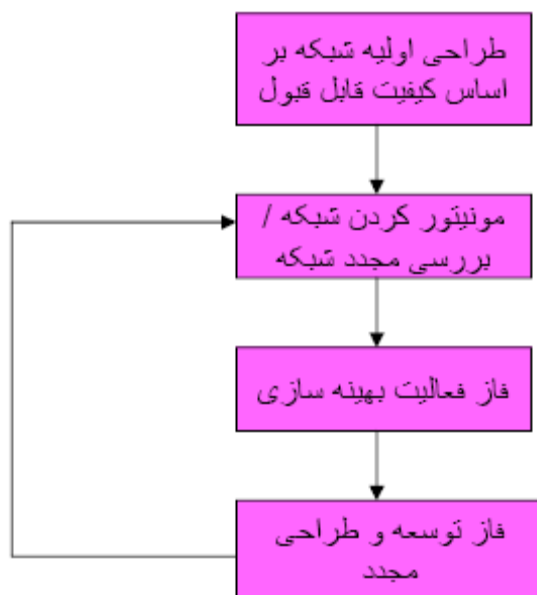 طراحی اولیه شبکه بر
اساس کیفیت قابل قبول
مونیتور کردن شبکه /
بررسی مجدد شبکه
فاز فعالیت بهینه سازی
فاز توسعه و طراحی
مجدد